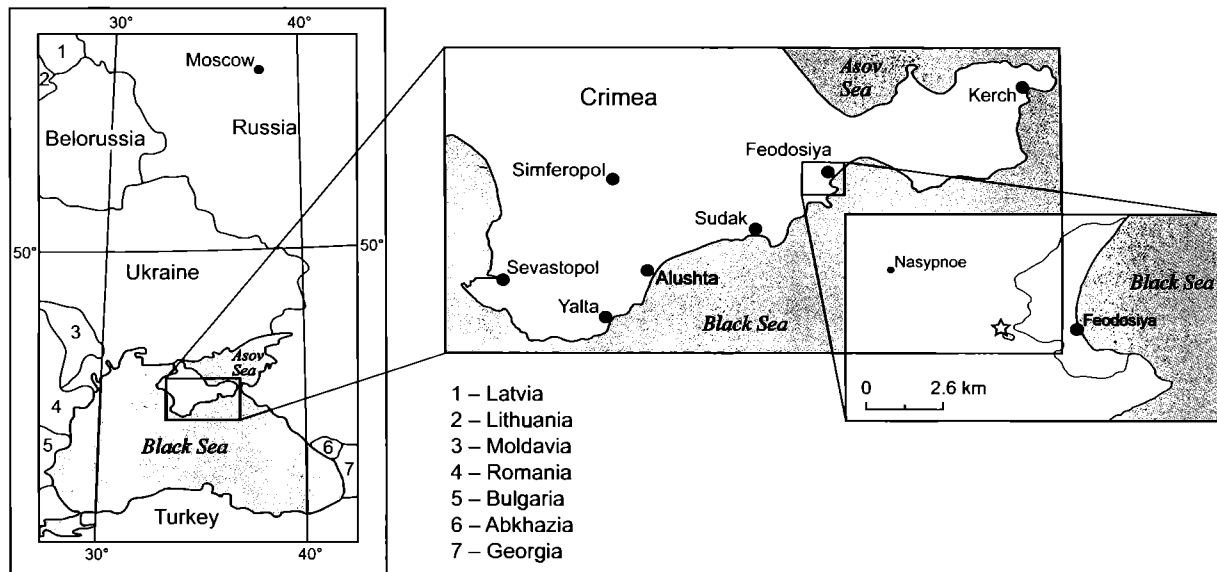 30°
40°
1
2
Moscow
Belorussia
Russia
50°
50°
Ukraine
3
Asov
Sea
4
5
Black Sea
6
7
Turkey
30°
40°
Asov
Sea
Crimea
Kerch
Feodosiya
Simferopol
Sudak
Sevastopol
Alushta
Yalta
Black Sea
Nasypnoe
Black Sea
Feodosiya
0 2.6 km
1 – Latvia
2 – Lithuania
3 – Moldavia
4 – Romania
5 – Bulgaria
6 – Abkhazia
7 – Georgia